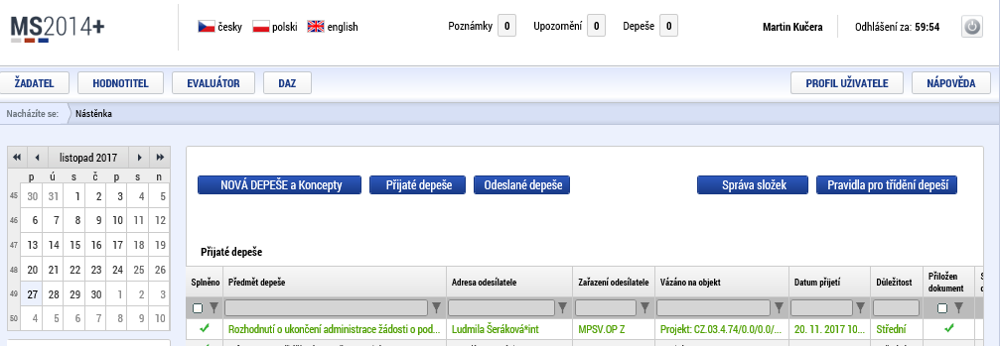 MS2014+ česky polski english Poznámky 0 Upozornění 0 Depeše 0 Martin Kučera Odhlášení za: 59:54
ŽADATEL HODNOTITEL EVALUÁTOR DAZ PROFIL UŽIVATELE NÁPOVĚDA
Nacházíte se: Nástěnka
listopad 2017
p ú s č p s n
45 30 31 1 2 3 4 5
46 6 7 8 9 10 11 12
47 13 14 15 16 17 18 19
48 20 21 22 23 24 25 26
49 27 28 29 30 1 2 3
50 4 5 6 7 8 9 10
NOVÁ DEPEŠE a Koncepty Přijaté depeše Odeslané depeše Správa složek Pravidla pro třídění depeší
Přijaté depeše
Splněno Předmět depeše Adresa odesílatele Zařazení odesílatele Vázáno na objekt Datum přijetí Důležitost Přiložen
dokument
Rozhodnutí o ukončení administrace žádosti o pod... Ludmila Šeráková*int MPSV.OP Z Projekt: CZ.03.4.74/0.0/0.0/... 20. 11. 2017 10... Střední